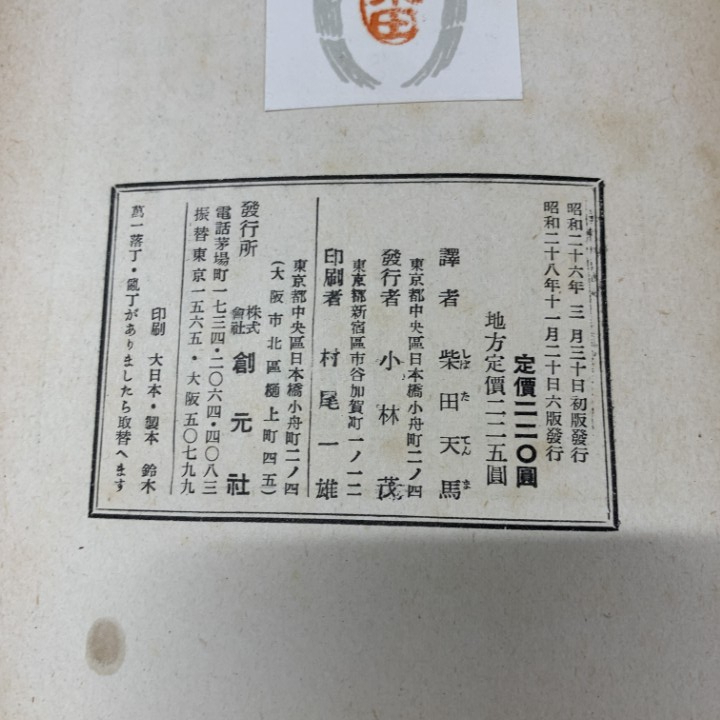 田
昭和二十六年 三 月三十日初版發行
昭和二十八年十一月二十日六版發行
定價二二〇圓
地方定價二二五圓
譯者 柴田天馬
しばたてんま
東京都中央區日本橋小舟町二ノ四
發行者 小林茂
東京都新宿區市谷加賀町一ノ一二
印刷者 村尾一雄
東京都中央區日本橋小舟町二ノ四
(大阪市北區樋上町四五)
發行所 株式會社 創元社
電話茅場町一七三四・二〇六四・四〇八三
振替東京一五六五・大阪五〇七九九
印刷 大日本・製本 鈴木
萬一落丁・亂丁がありましたら取替へます